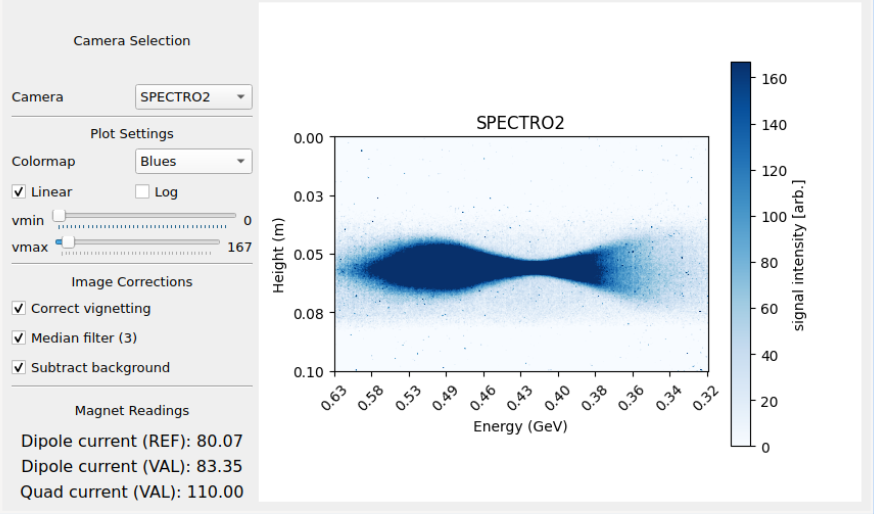 Camera Selection
Camera SPECTRO2
Plot Settings
Colormap Blues
Linear Log
vmin 0
vmax 167
Image Corrections
Correct vignetting
Median filter (3)
Subtract background
Magnet Readings
Dipole current (REF): 80.07
Dipole current (VAL): 83.35
Quad current (VAL): 110.00
SPECTRO2
Height (m)
0.00
0.03
0.05
0.08
0.10
0.63 0.58 0.53 0.49 0.46 0.43 0.40 0.38 0.36 0.34 0.32
Energy (GeV)
160
140
120
100
80
60
40
20
0
signal intensity [arb.]